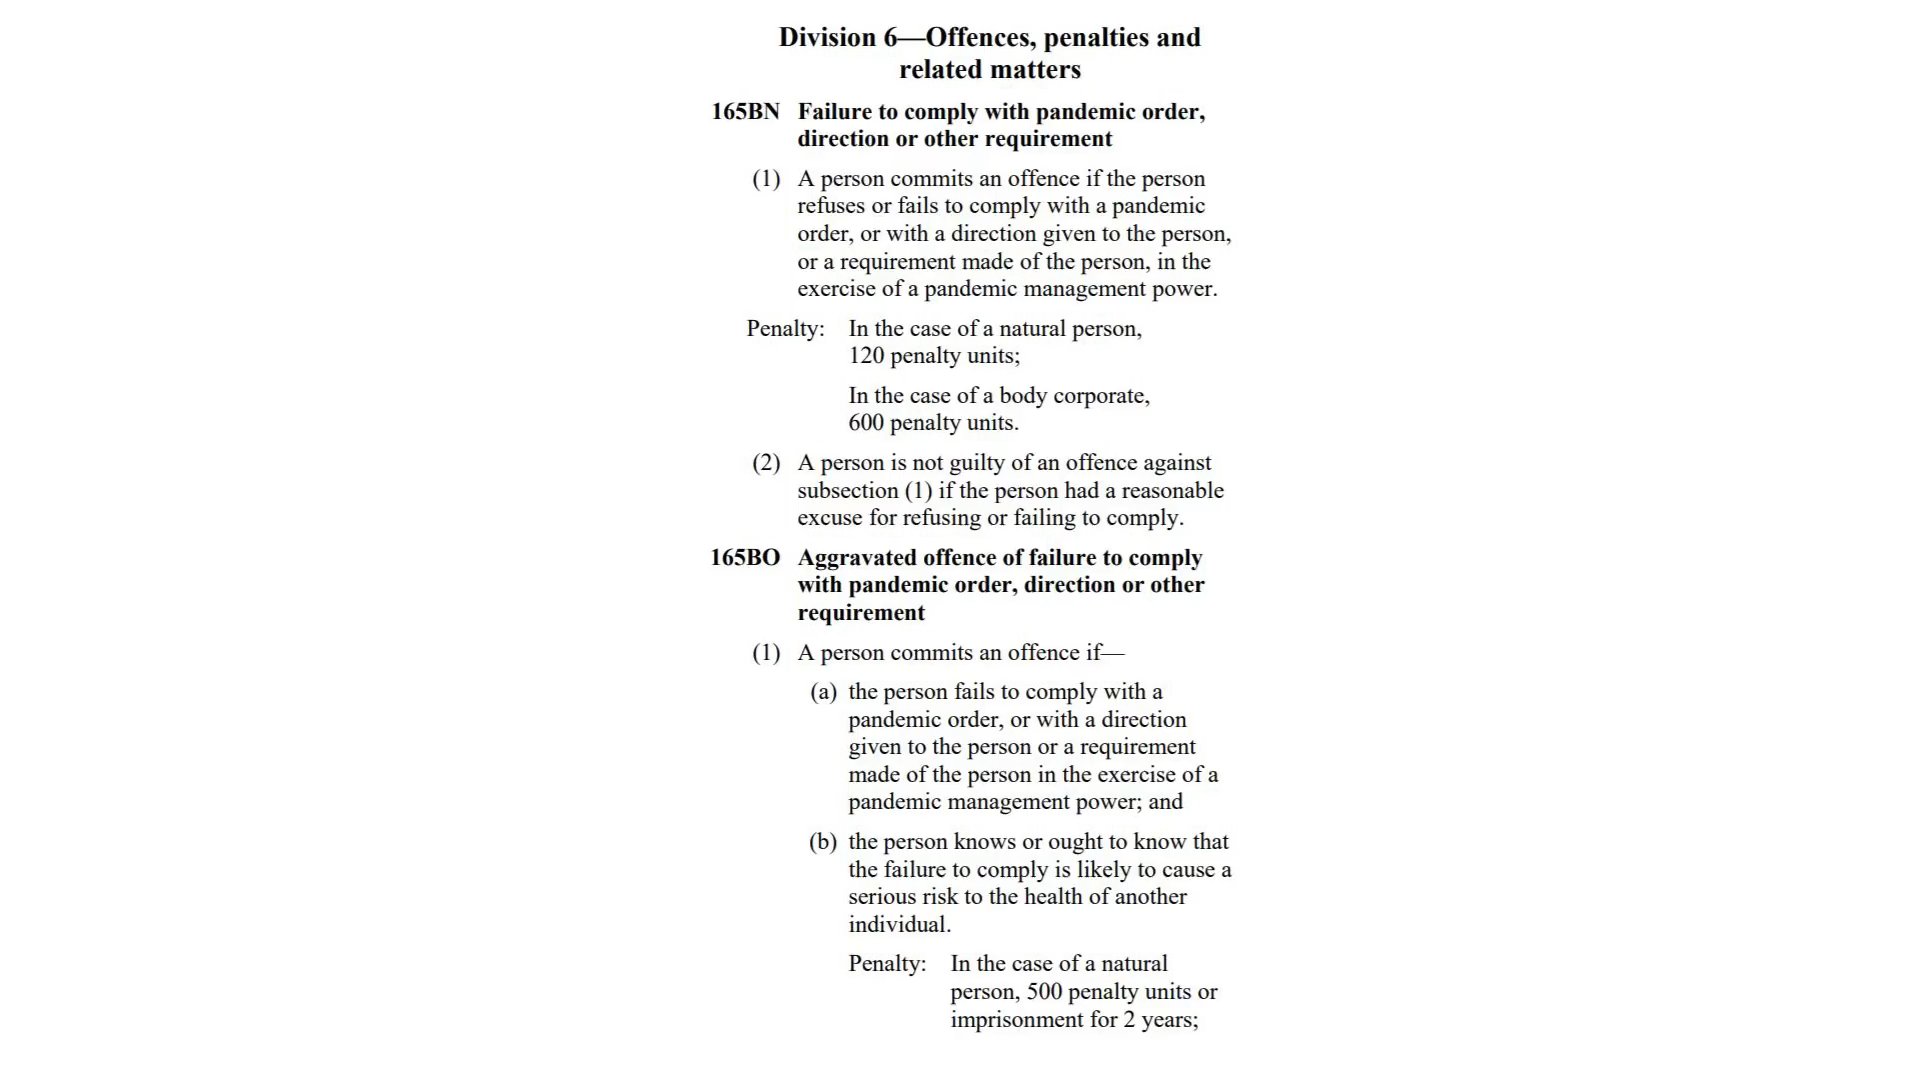 Division 6—Offences, penalties and
related matters
165BN Failure to comply with pandemic order,
direction or other requirement
(1) A person commits an offence if the person
refuses or fails to comply with a pandemic
order, or with a direction given to the person,
or a requirement made of the person, in the
exercise of a pandemic management power.
Penalty: In the case of a natural person,
120 penalty units;
In the case of a body corporate,
600 penalty units.
(2) A person is not guilty of an offence against
subsection (1) if the person had a reasonable
excuse for refusing or failing to comply.
165BO Aggravated offence of failure to comply
with pandemic order, direction or other
requirement
(1) A person commits an offence if—
(a) the person fails to comply with a
pandemic order, or with a direction
given to the person or a requirement
made of the person in the exercise of a
pandemic management power; and
(b) the person knows or ought to know that
the failure to comply is likely to cause a
serious risk to the health of another
individual.
Penalty: In the case of a natural
person, 500 penalty units or
imprisonment for 2 years;